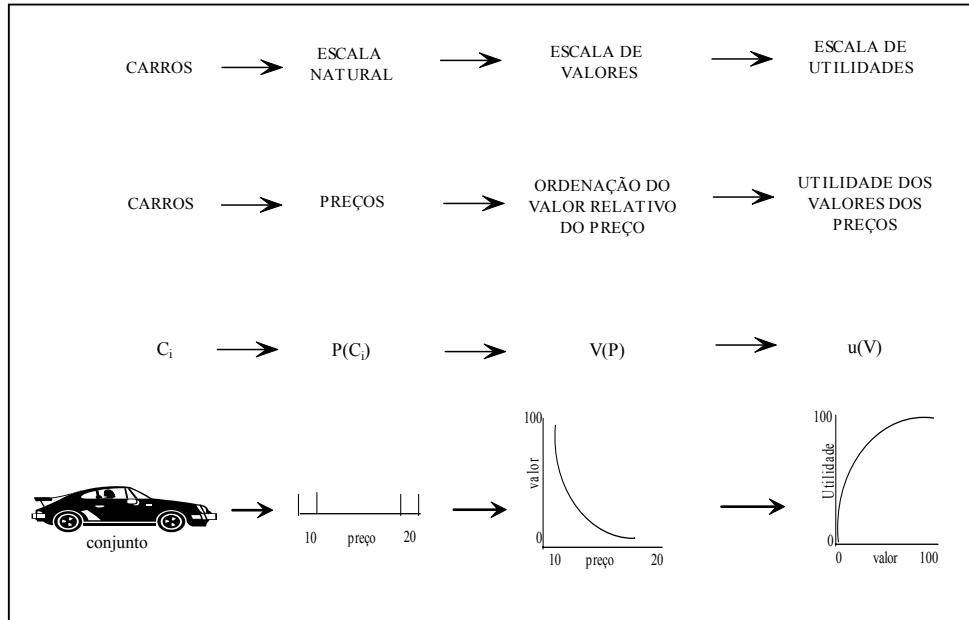 CARROS
ESCALA
NATURAL
ESCALA DE
VALORES
ESCALA DE
UTILIDADES
CARROS
PREÇOS
ORDENAÇÃO DO
VALOR RELATIVO
DO PREÇO
UTILIDADE DOS
VALORES DOS
PREÇOS
Ci
P(Ci)
V(P)
u(V)
conjunto
10 preço 20
100
valor
0
10 preço 20
100
Utilidade
0
0 valor 100